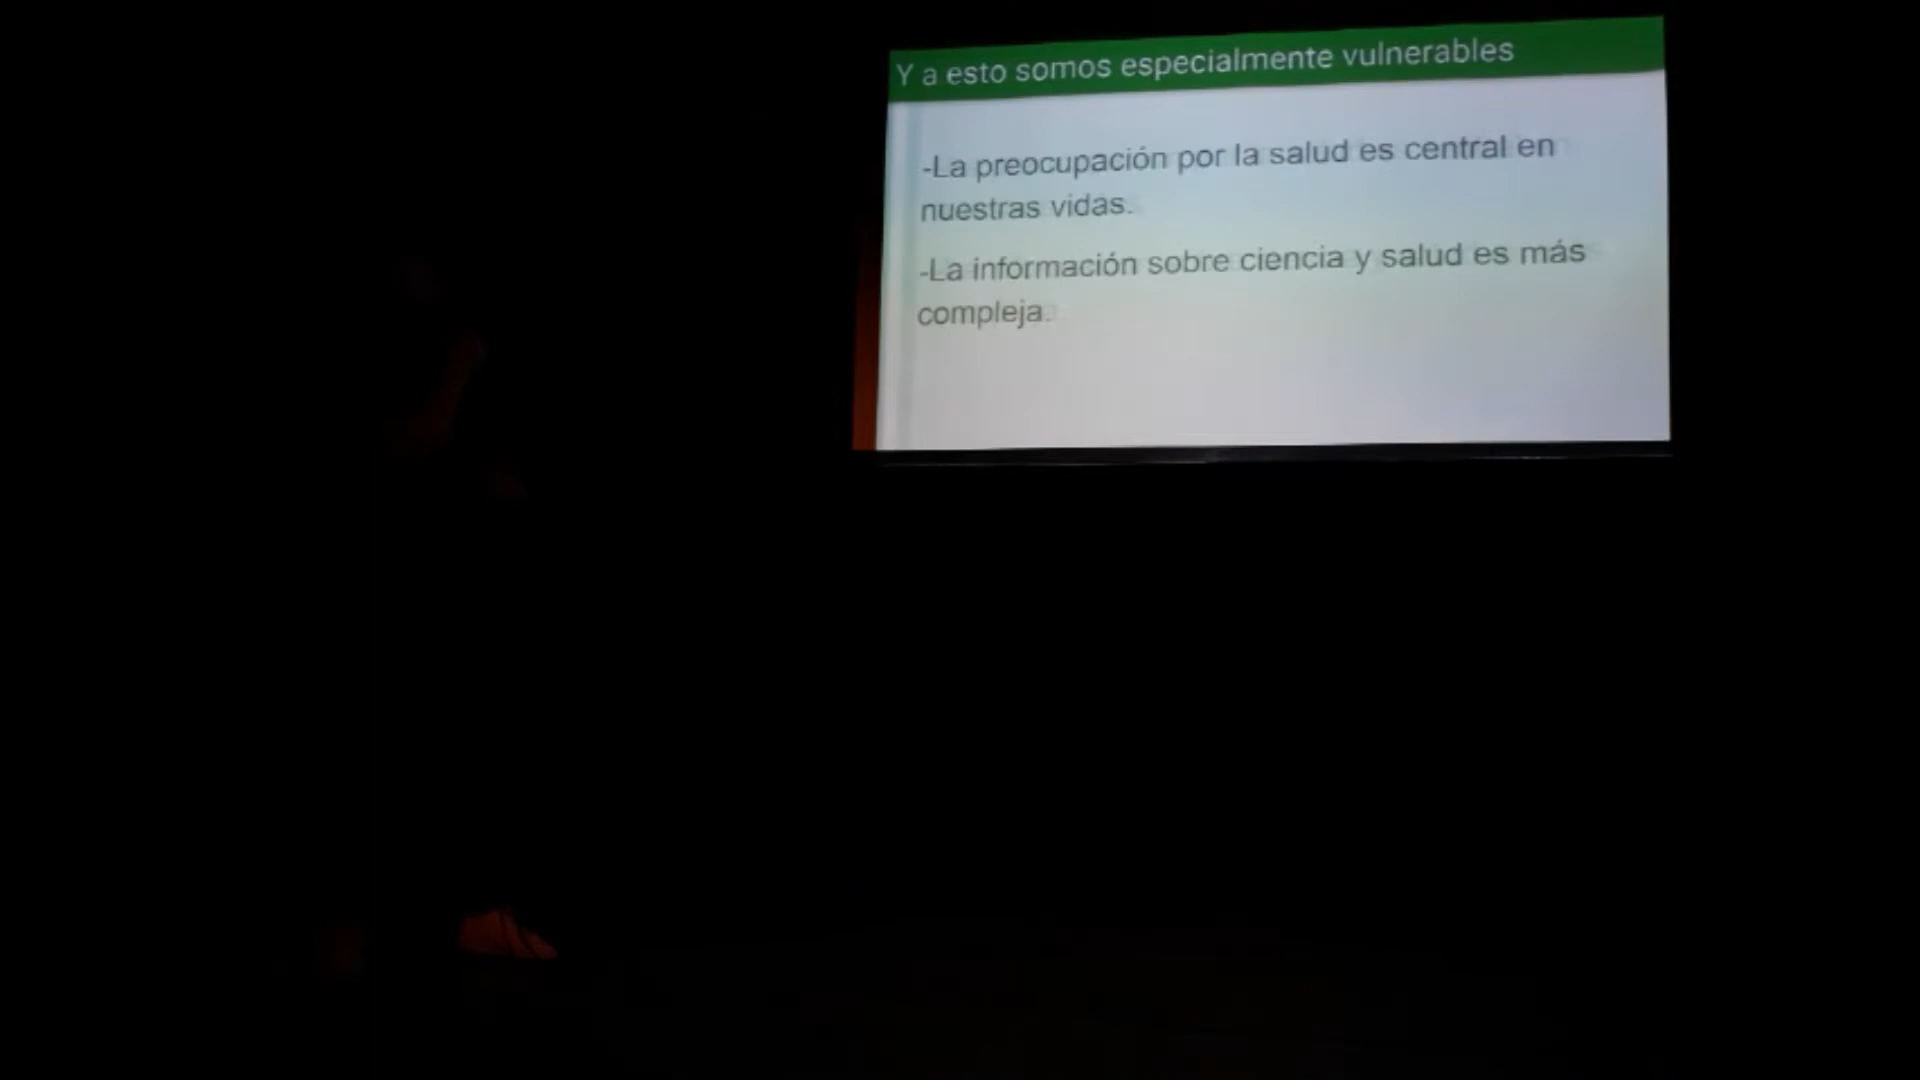 Y a esto somos especialmente vulnerables
-La preocupación por la salud es central en
nuestras vidas.
-La información sobre ciencia y salud es más
compleja.